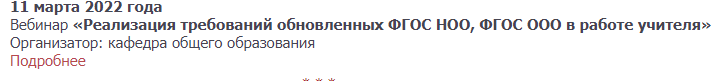 11 марта 2022 года
Вебинар «Реализация требований обновленных ФГОС НОО, ФГОС ООО в работе учителя»
Организатор: кафедра общего образования
Подробнее
* * *